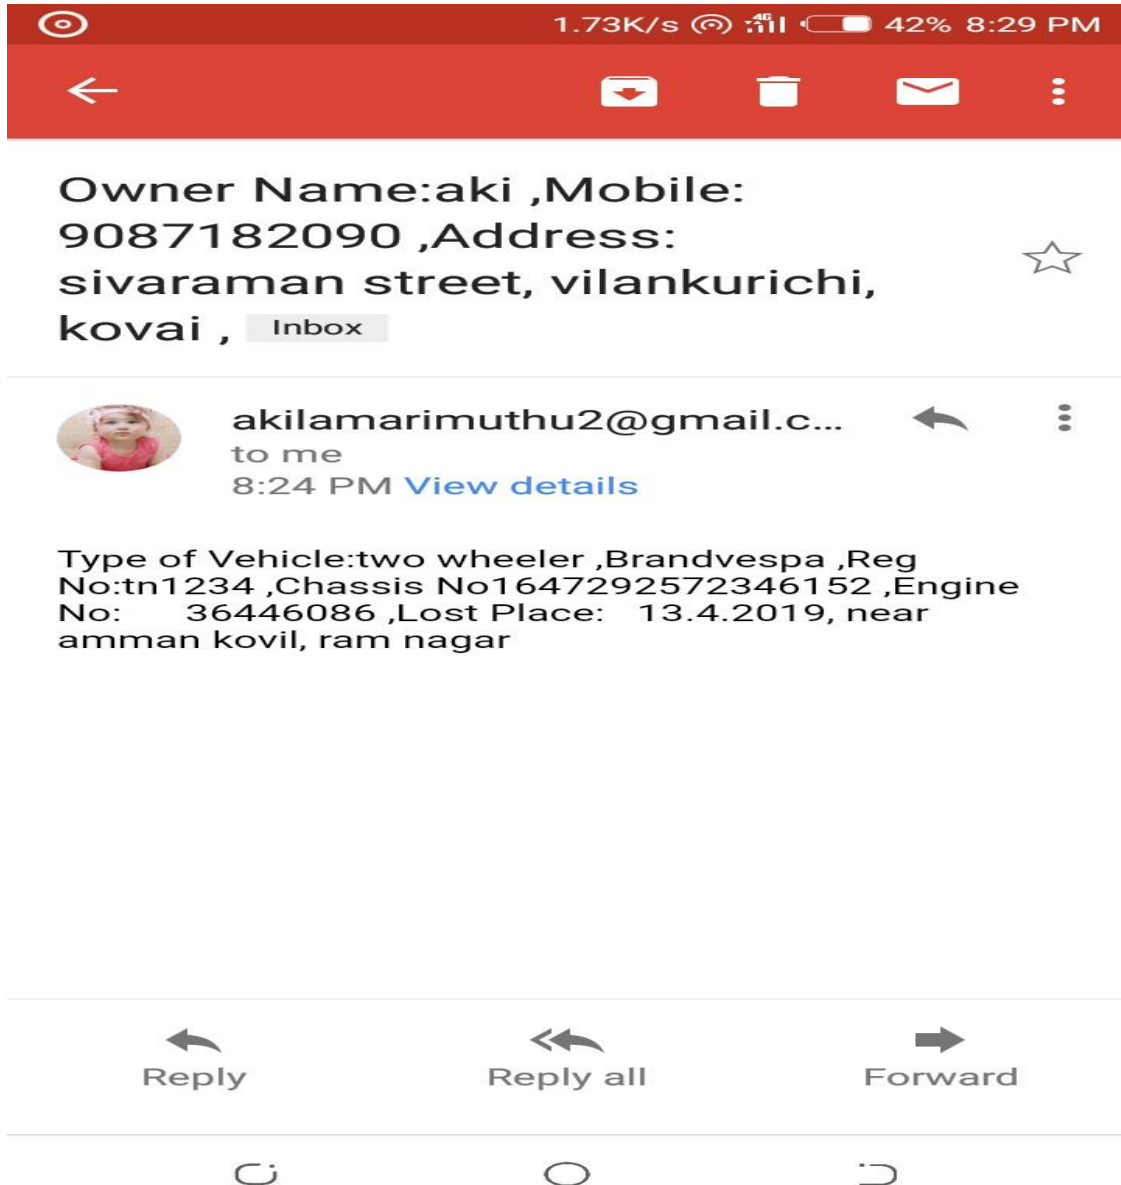 1.73K/s 4G 42% 8:29 PM
Owner Name:aki ,Mobile:
9087182090 ,Address:
sivaraman street, vilankurichi,
kovai , Inbox
akilamarimuthu2@gmail.c...
to me
8:24 PM View details
Type of Vehicle:two wheeler ,Brandvespa ,Reg
No:tn1234 ,Chassis No1647292572346152 ,Engine
No: 36446086 ,Lost Place: 13.4.2019, near
amman kovil, ram nagar
Reply Reply all Forward